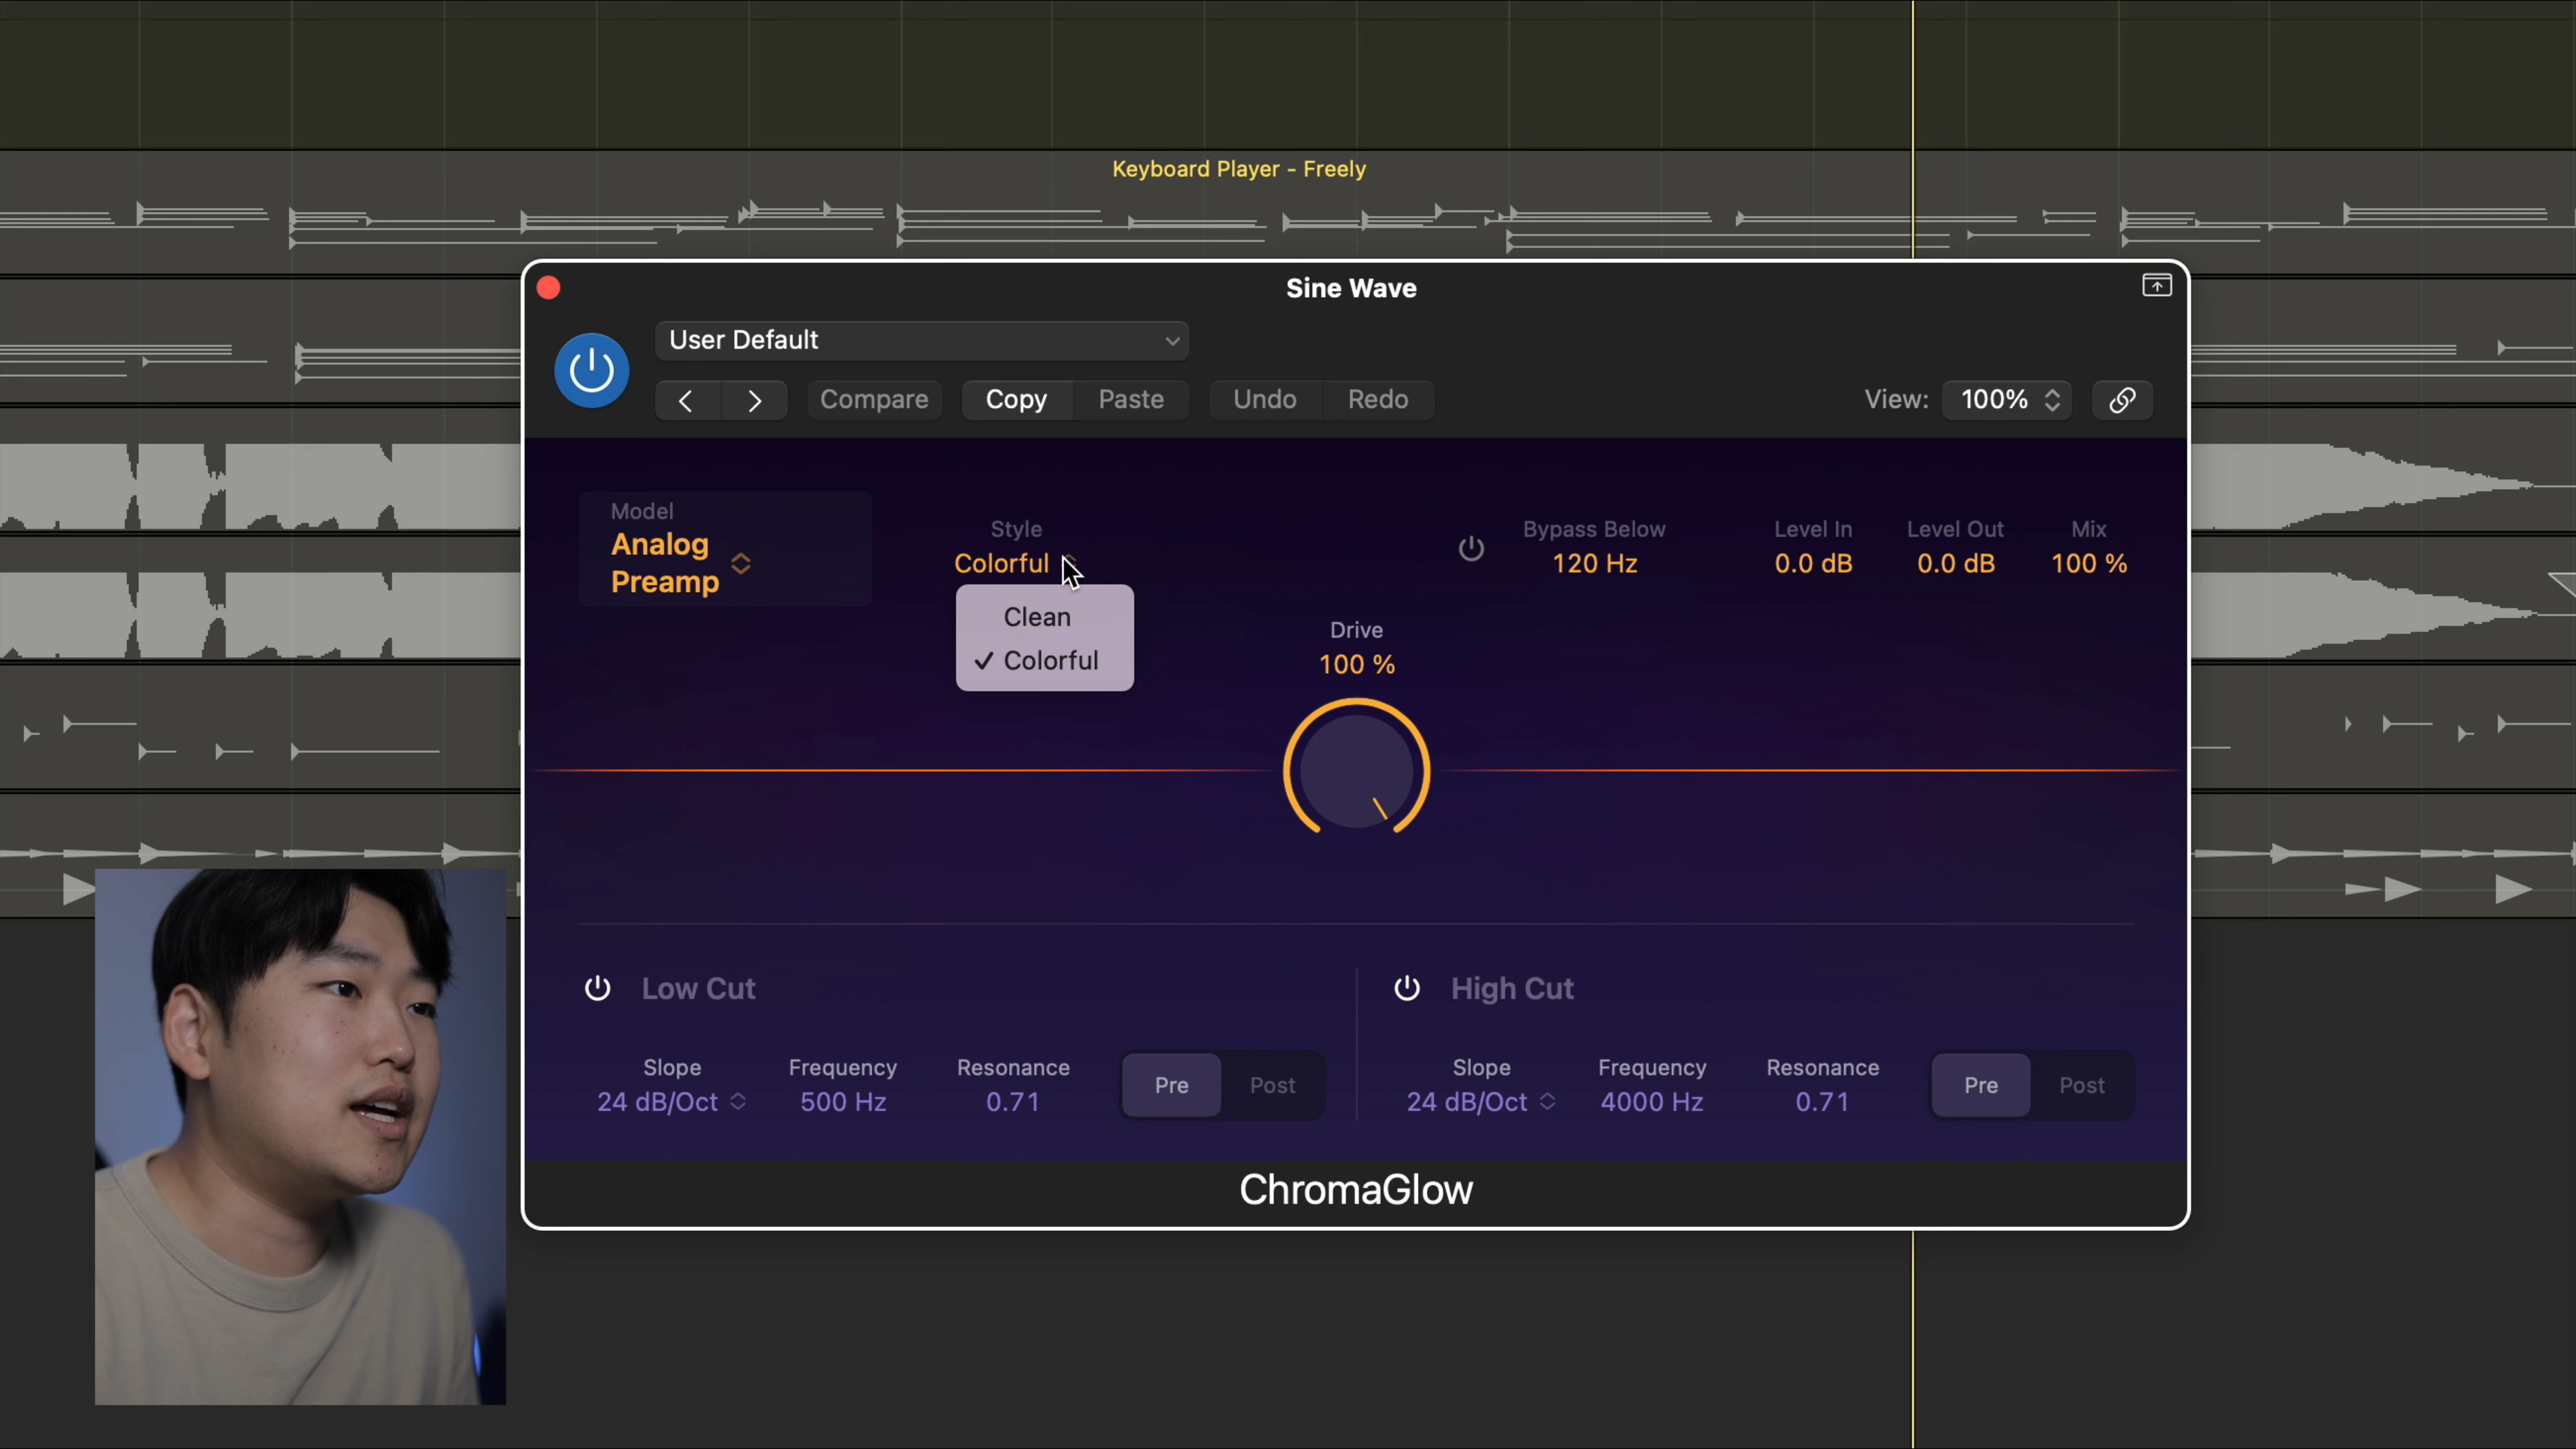 Keyboard Player - Freely
Sine Wave
User Default
Compare
Copy
Paste
Undo
Redo
View:
100%
Model
Analog
Preamp
Style
Colorful
Clean
✓ Colorful
Bypass Below
120 Hz
Level In
0.0 dB
Level Out
0.0 dB
Mix
100 %
Drive
100 %
Low Cut
Slope
24 dB/Oct
Frequency
500 Hz
Resonance
0.71
Pre
Post
High Cut
Slope
24 dB/Oct
Frequency
4000 Hz
Resonance
0.71
Pre
Post
ChromaGlow